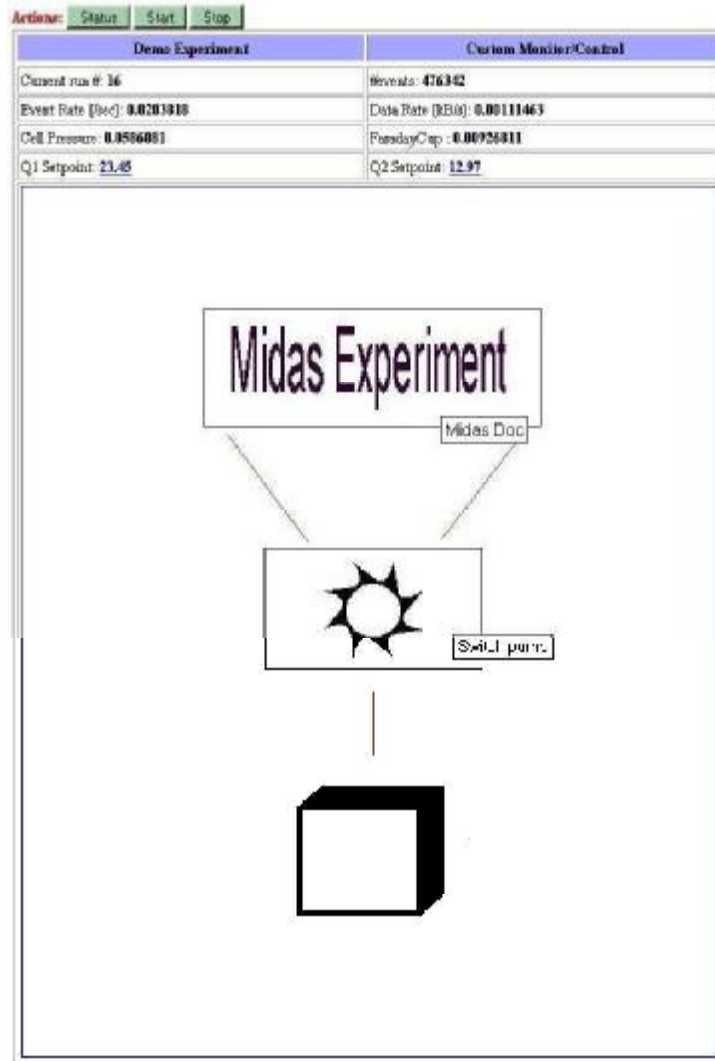 Actions: Status Start Stop
Demo Experiment Custom Monitor/Control
Current run #: 16 #events: 476342
Event Rate [/sec]: 0.0203818 Data Rate [kB/s]: 0.00111463
Cell Pressure: 0.0586081 FaradayCup : 0.00926811
Q1 Setpoint: 23.45 Q2 Setpoint: 12.97
Midas Experiment
Midas Doc
Switch pump